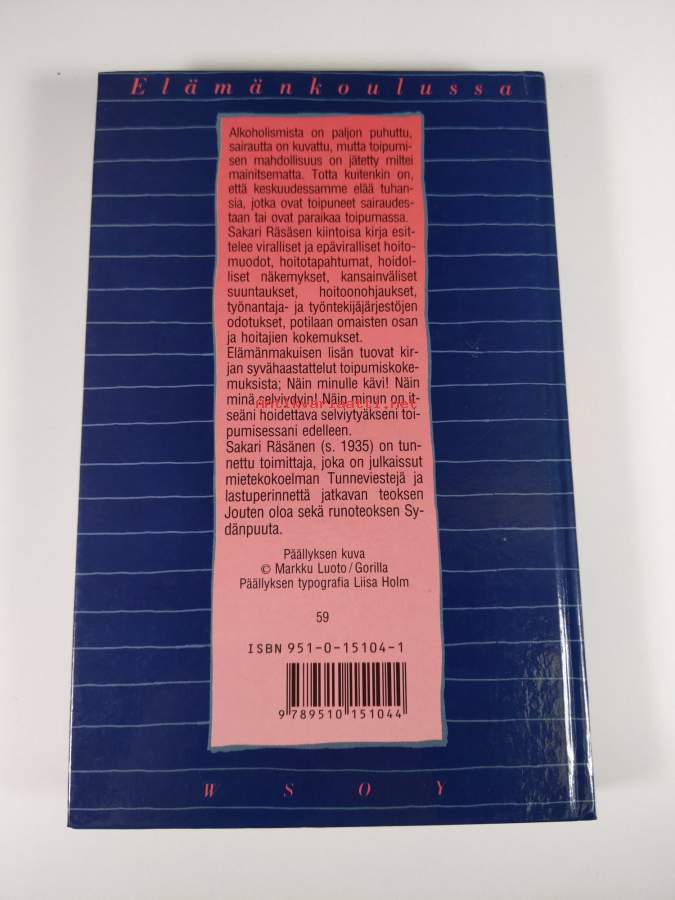 Elämänkoulussa
Alkoholismista on paljon puhuttu,
sairautta on kuvattu, mutta toipumi-
sen mahdollisuus on jätetty miltei
mainitsematta. Totta kuitenkin on,
että keskuudessamme elää tuhan-
sia, jotka ovat toipuneet sairaudes-
taan tai ovat paraikaa toipumassa.
Sakari Räsäsen kiintoisa kirja esit-
telee viralliset ja epäviralliset hoito-
muodot, hoitotapahtumat, hoidol-
liset näkemykset, kansainväliset
suuntaukset, hoitoonohjaukset,
työnantaja- ja työntekijäjärjestöjen
odotukset, potilaan omaisten osan
ja hoitajien kokemukset.
Elämänmakuisen lisän tuovat kir-
jan syvähaastattelut toipumiskoke-
muksista; Näin minulle kävi! Näin
minä selviydyin! Näin minun on it-
Antikvariaatti.net
seäni hoidettava selviytyäkseni toi-
pumisessani edelleen.
Sakari Räsänen (s. 1935) on tun-
nettu toimittaja, joka on julkaissut
mietekokoelman Tunneviestejä ja
lastuperinnettä jatkavan teoksen
Jouten oloa sekä runoteoksen Sy-
dänpuuta.
Päällyksen kuva
© Markku Luoto/Gorilla
Päällyksen typografia Liisa Holm
59
ISBN 951-0-15104-1
9 789510 151044
WSOY